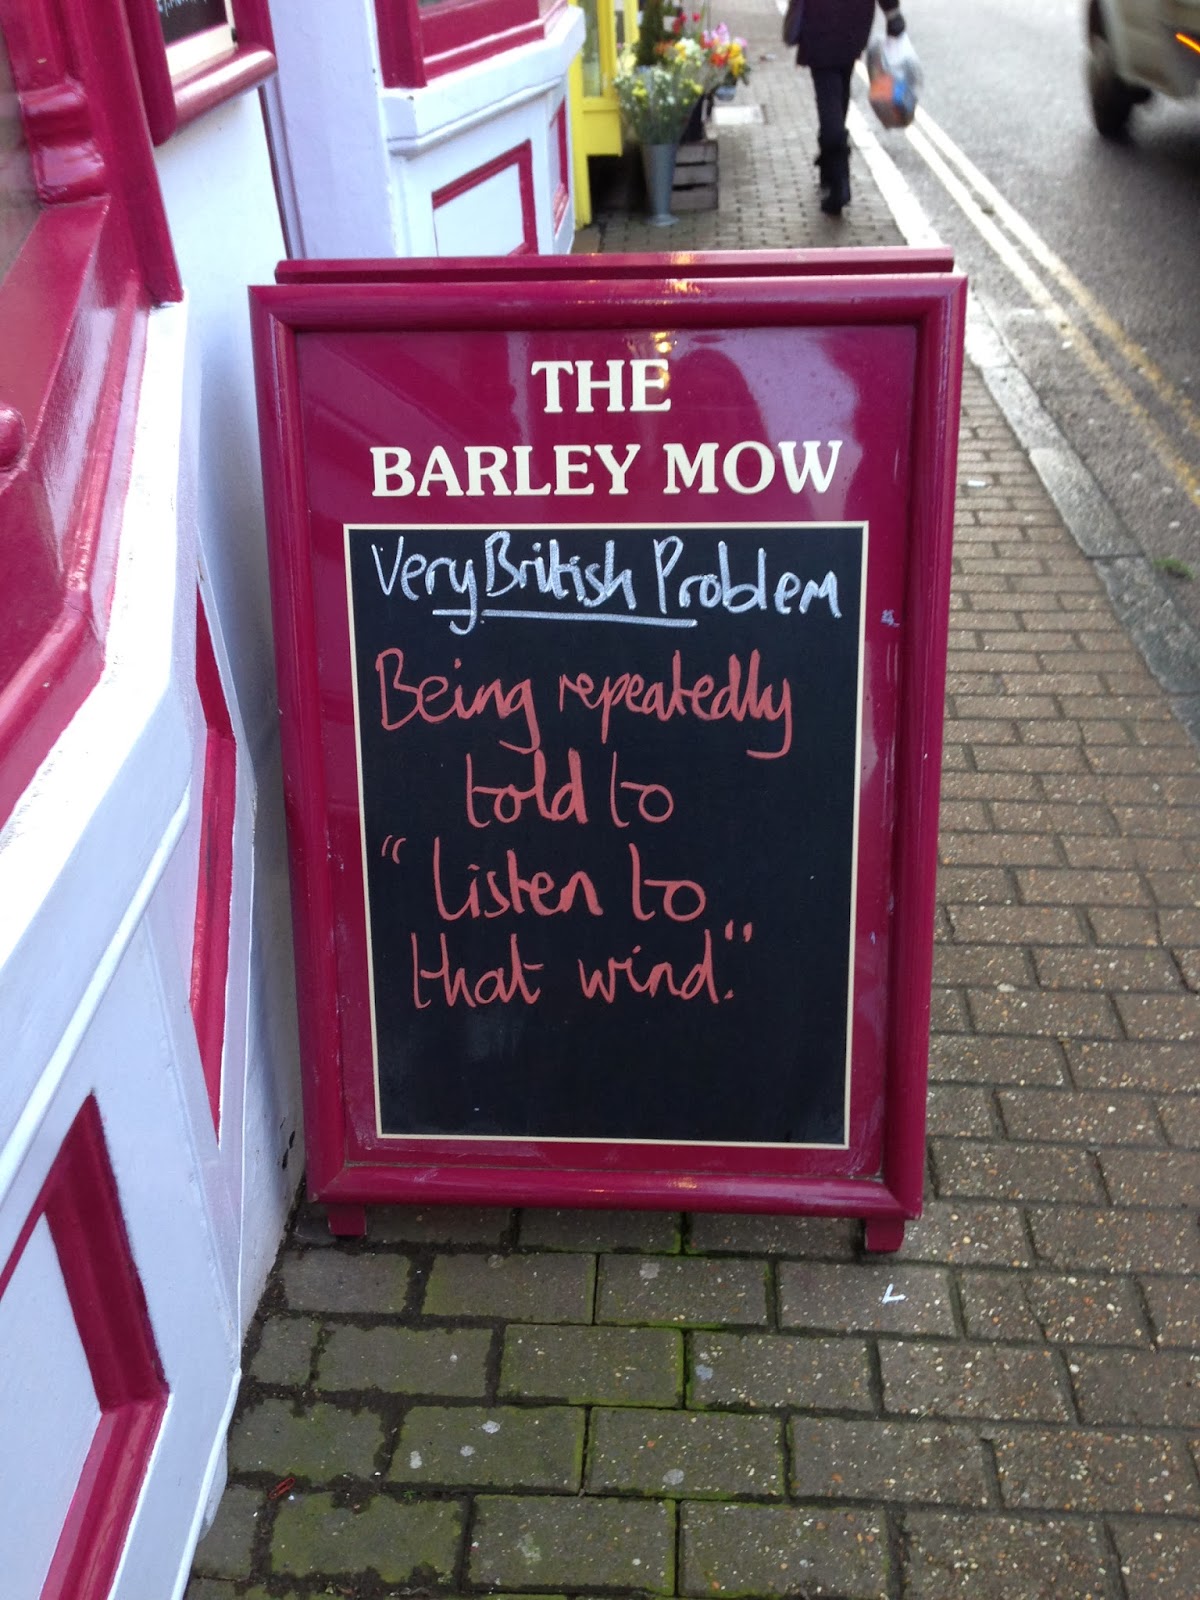 THE
BARLEY MOW
Very British Problem
Being repeatedly
told to
“ Listen to
that wind.”